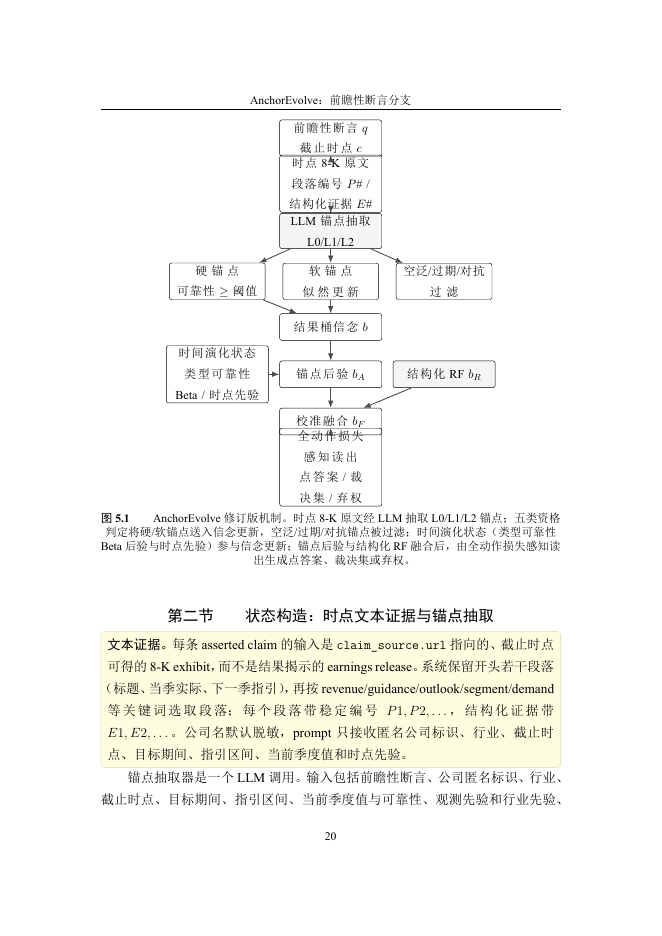 AnchorEvolve：前瞻性断言分支
前瞻性断言 q
截止时点 c
时点 8-K 原文
段落编号 P# /
结构化证据 E#
LLM 锚点抽取
L0/L1/L2
硬锚点
可靠性 ≥ 阈值
软锚点
似然更新
空泛/过期/对抗
过滤
结果桶信念 b
时间演化状态
类型可靠性
Beta / 时点先验
锚点后验 b_A
结构化 RF b_R
校准融合 b_F
全动作损失
感知读出
点答案 / 裁
决集 / 弃权
图 5.1 AnchorEvolve 修订版机制。时点 8-K 原文经 LLM 抽取 L0/L1/L2 锚点；五类资格
判定将硬/软锚点送入信念更新，空泛/过期/对抗锚点被过滤；时间演化状态（类型可靠性
Beta 后验与时点先验）参与信念更新；锚点后验与结构化 RF 融合后，由全动作损失感知读
出生成点答案、裁决集或弃权。
第二节 状态构造：时点文本证据与锚点抽取
文本证据。每条 asserted claim 的输入是 claim_source.url 指向的、截止时点
可得的 8-K exhibit，而不是结果揭示的 earnings release。系统保留开头若干段落
（标题、当季实际、下一季指引），再按 revenue/guidance/outlook/segment/demand
等关键词选取段落；每个段落带稳定编号 P1, P2, . . .，结构化证据带
E1, E2, . . .。公司名默认脱敏，prompt 只接收匿名公司标识、行业、截止时
点、目标期间、指引区间、当前季度值和时点先验。
锚点抽取器是一个 LLM 调用。输入包括前瞻性断言、公司匿名标识、行业、
截止时点、目标期间、指引区间、当前季度值与可靠性、观测先验和行业先验、
20